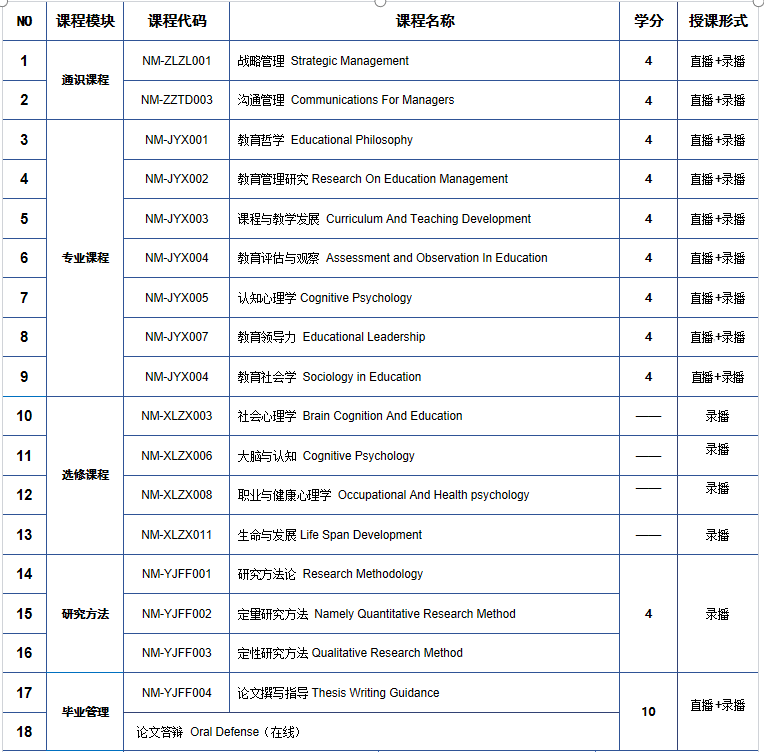 NO 课程模块 课程代码 课程名称 学分 授课形式
1 通识课程 NM-ZLZL001 战略管理 Strategic Management 4 直播+录播
2 NM-ZZTD003 沟通管理 Communications For Managers 4 直播+录播
3 专业课程 NM-JYX001 教育哲学 Educational Philosophy 4 直播+录播
4 NM-JYX002 教育管理研究 Research On Education Management 4 直播+录播
5 NM-JYX003 课程与教学发展 Curriculum And Teaching Development 4 直播+录播
6 NM-JYX004 教育评估与观察 Assessment and Observation In Education 4 直播+录播
7 NM-JYX005 认知心理学 Cognitive Psychology 4 直播+录播
8 NM-JYX007 教育领导力 Educational Leadership 4 直播+录播
9 NM-JYX004 教育社会学 Sociology in Education 4 直播+录播
10 选修课程 NM-XLZX003 社会心理学 Brain Cognition And Education —— 录播
11 NM-XLZX006 大脑与认知 Cognitive Psychology —— 录播
12 NM-XLZX008 职业与健康心理学 Occupational And Health psychology —— 录播
13 NM-XLZX011 生命与发展 Life Span Development —— 录播
14 研究方法 NM-YJFF001 研究方法论 Research Methodology 4 录播
15 NM-YJFF002 定量研究方法 Namely Quantitative Research Method
16 NM-YJFF003 定性研究方法 Qualitative Research Method
17 毕业管理 NM-YJFF004 论文撰写指导 Thesis Writing Guidance 10 直播+录播
18 论文答辩 Oral Defense（在线）